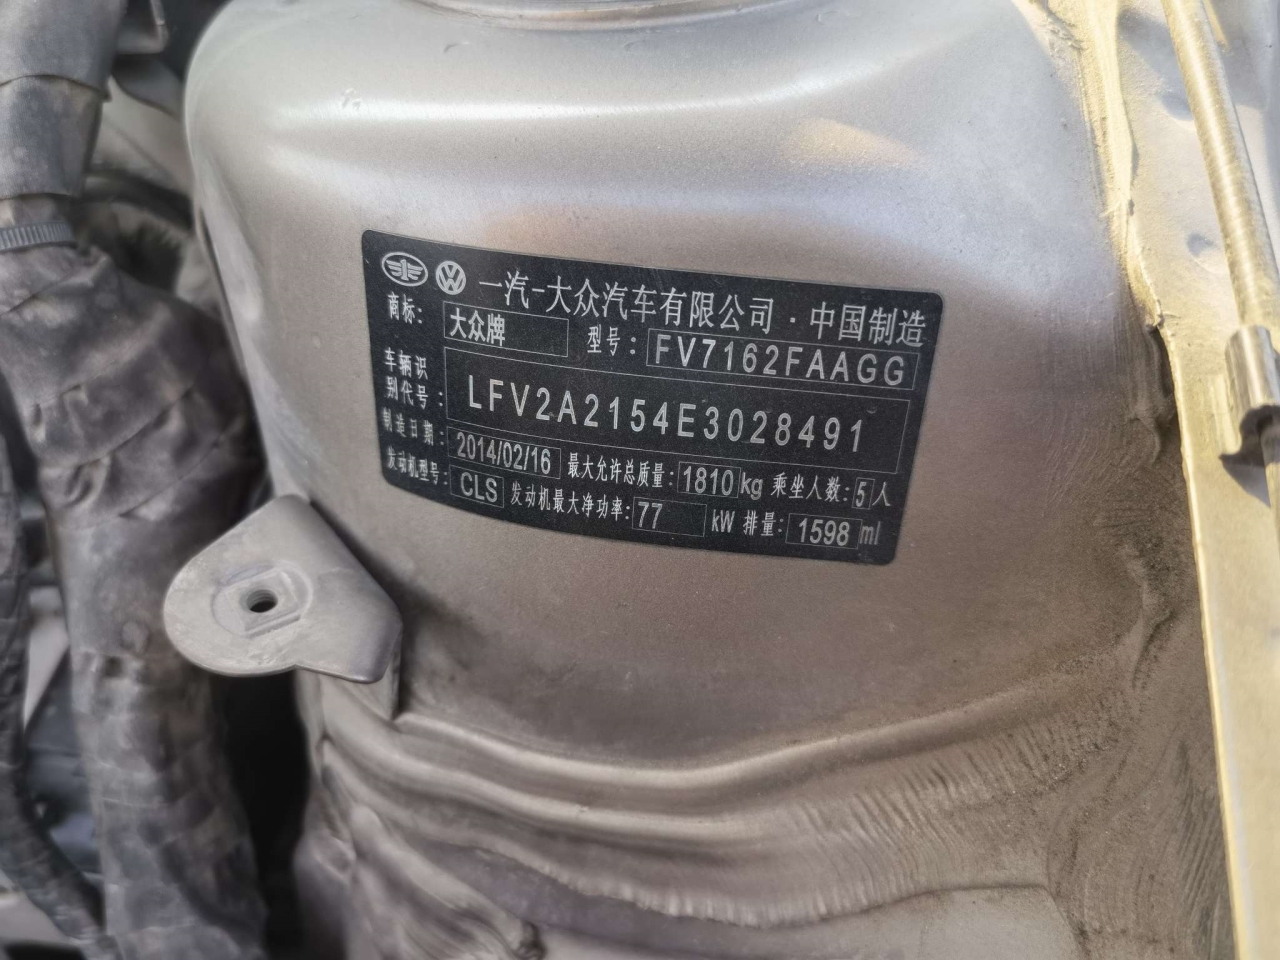 一汽-大众汽车有限公司·中国制造
商标: 大众牌 型号: FV7162FAAGG
车辆识别代号: LFV2A2154E3028491
制造日期: 2014/02/16 最大允许总质量: 1810 kg 乘坐人数: 5 人
发动机型号: CLS 发动机最大净功率: 77 kW 排量: 1598 ml